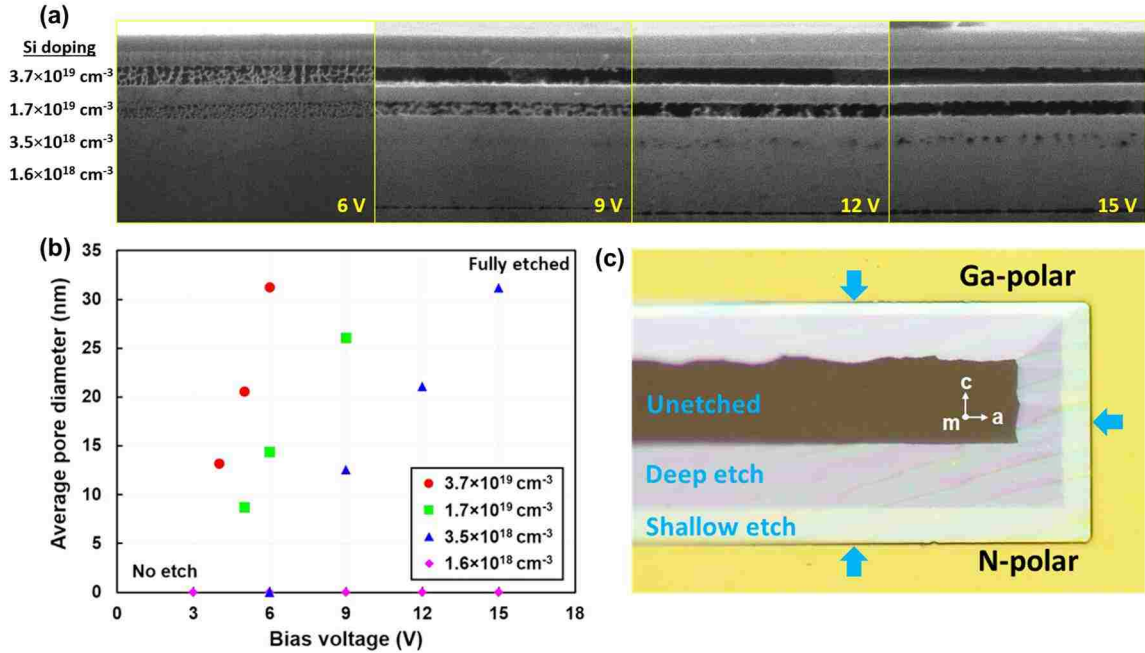 (a)
Si doping
3.7×10¹⁹ cm⁻³
1.7×10¹⁹ cm⁻³
3.5×10¹⁸ cm⁻³
1.6×10¹⁸ cm⁻³
6 V
9 V
12 V
15 V
(b)
35
30
25
20
15
10
5
0
Average pore diameter (nm)
Fully etched
No etch
3.7×10¹⁹ cm⁻³
1.7×10¹⁹ cm⁻³
3.5×10¹⁸ cm⁻³
1.6×10¹⁸ cm⁻³
0 3 6 9 12 15 18
Bias voltage (V)
(c)
Ga-polar
Unetched
c
m a
Deep etch
Shallow etch
N-polar